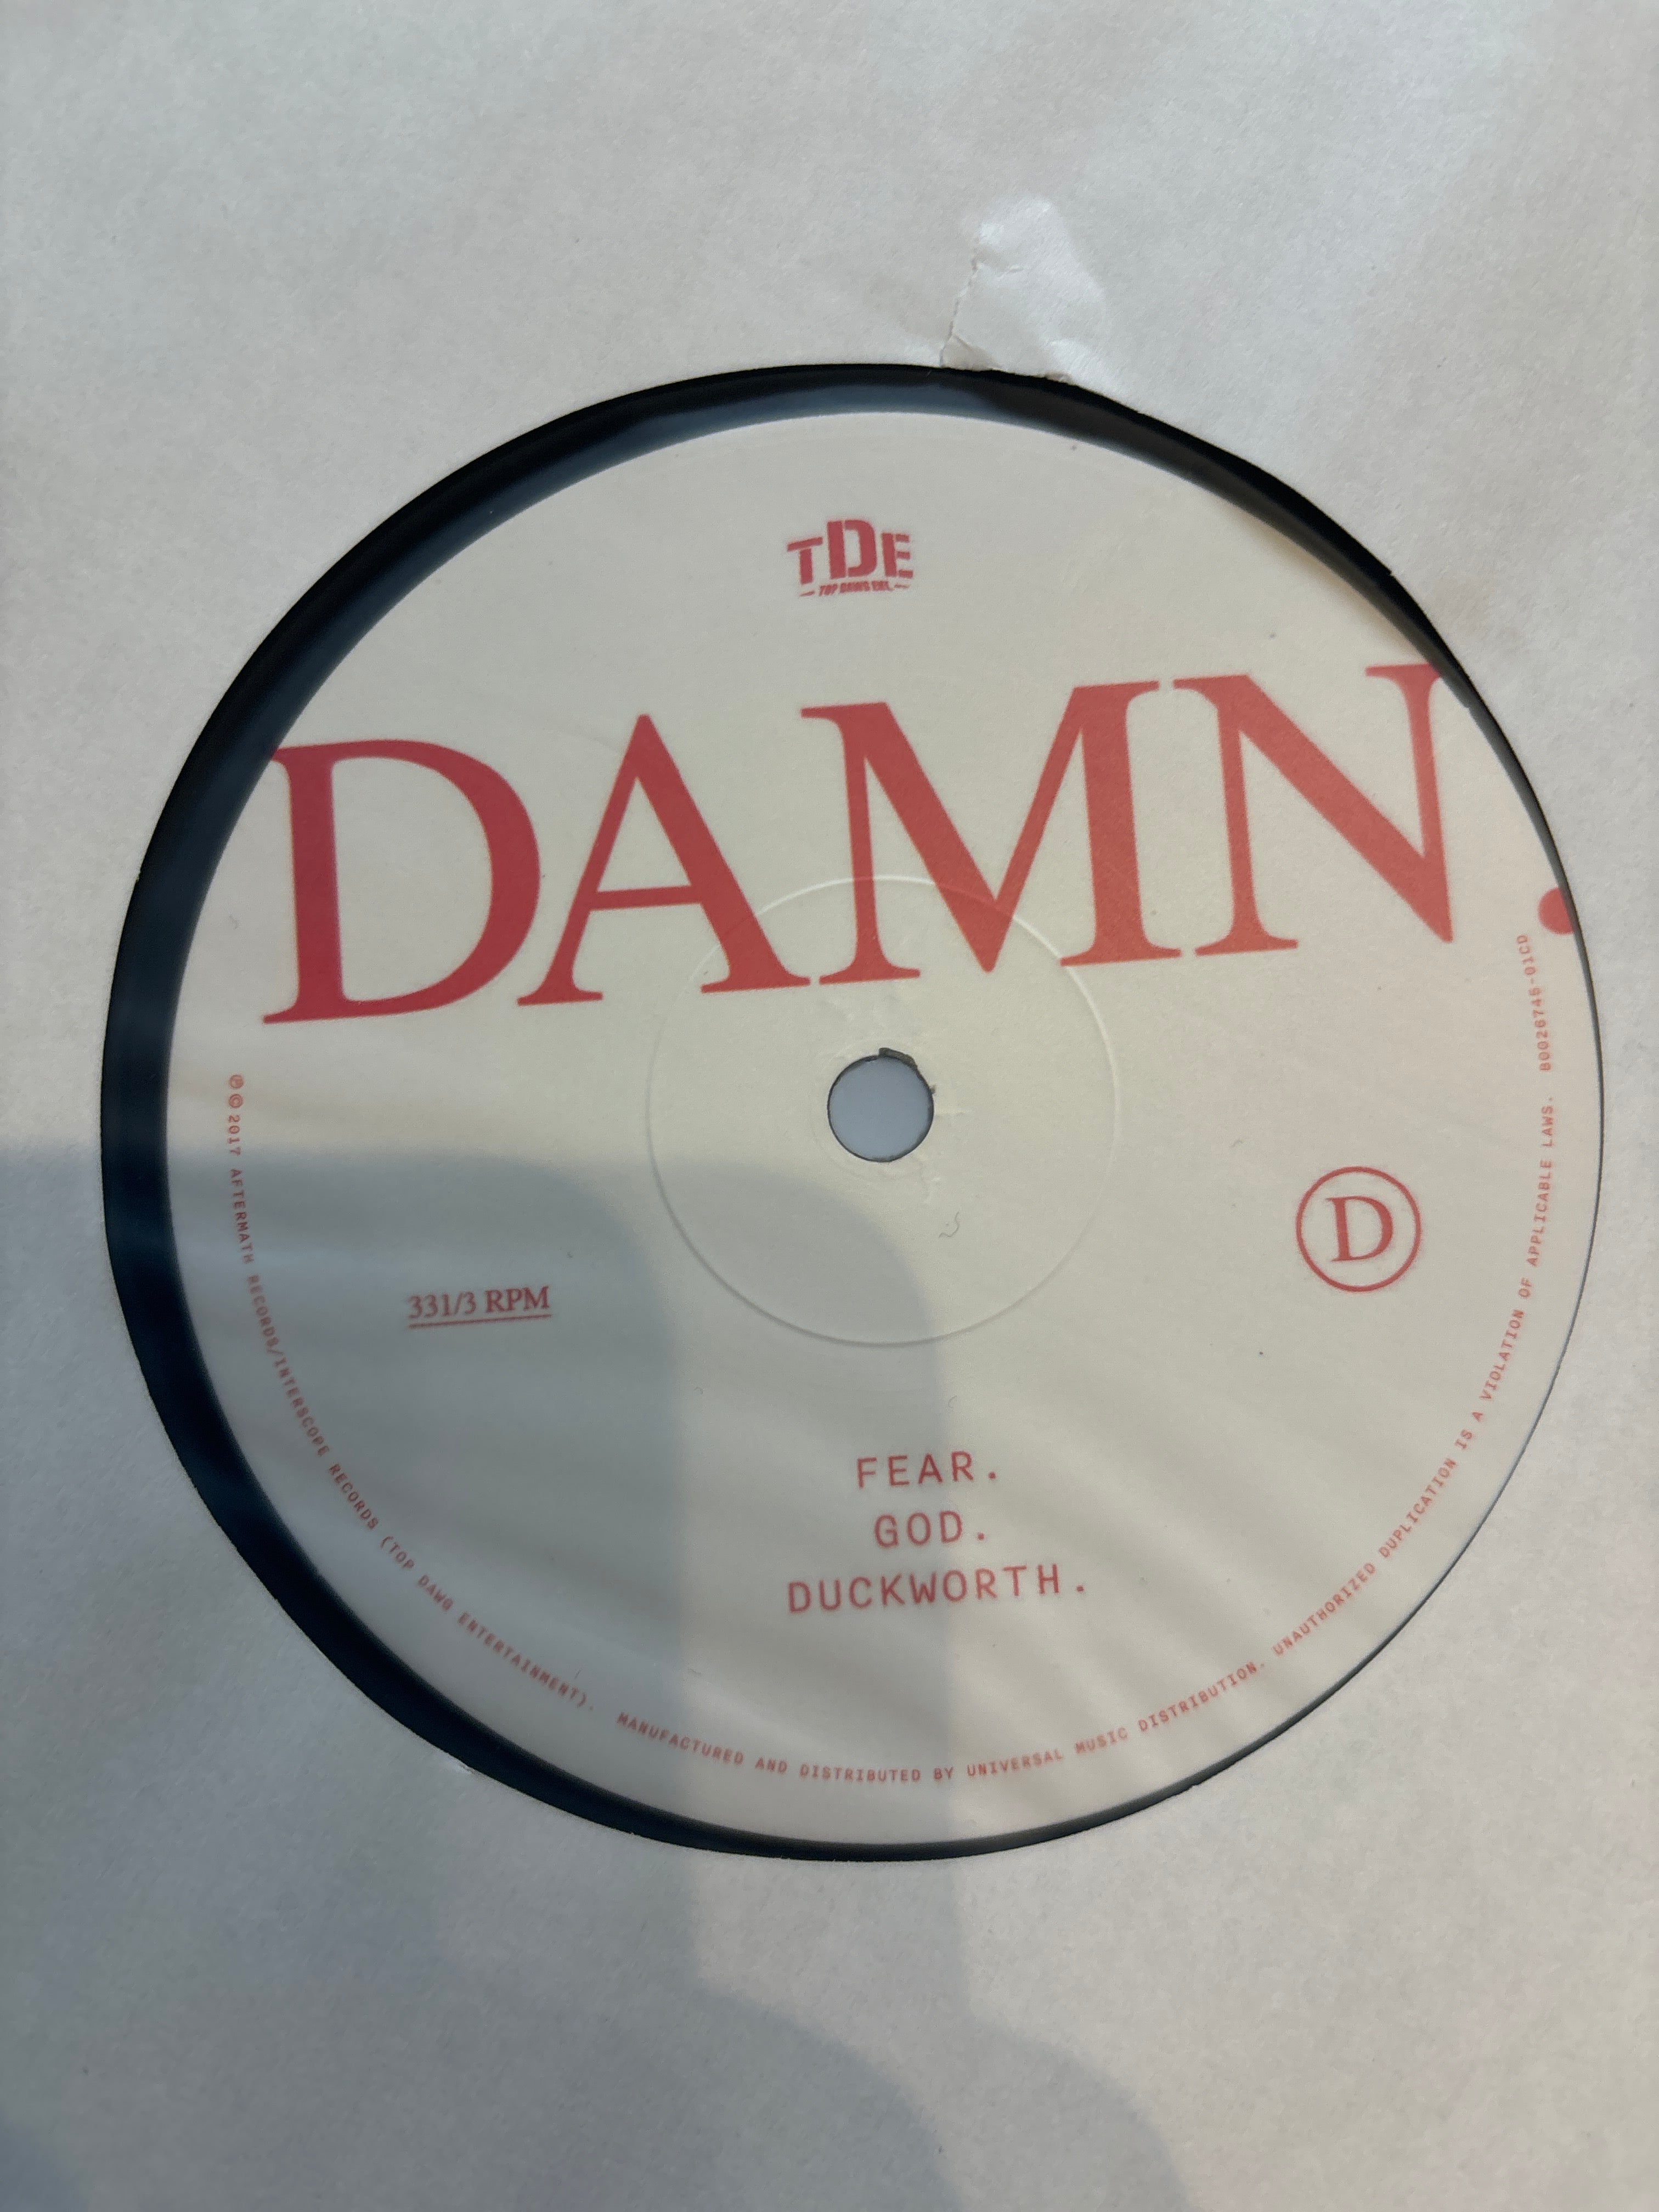 TDE
TOP DAWG ENT.
DAMN.
D
331/3 RPM
FEAR.
GOD.
DUCKWORTH.
℗©2017 AFTERMATH RECORDS/INTERSCOPE RECORDS (TOP DAWG ENTERTAINMENT). MANUFACTURED AND DISTRIBUTED BY UNIVERSAL MUSIC DISTRIBUTION. UNAUTHORIZED DUPLICATION IS A VIOLATION OF APPLICABLE LAWS. B0026746-01CD